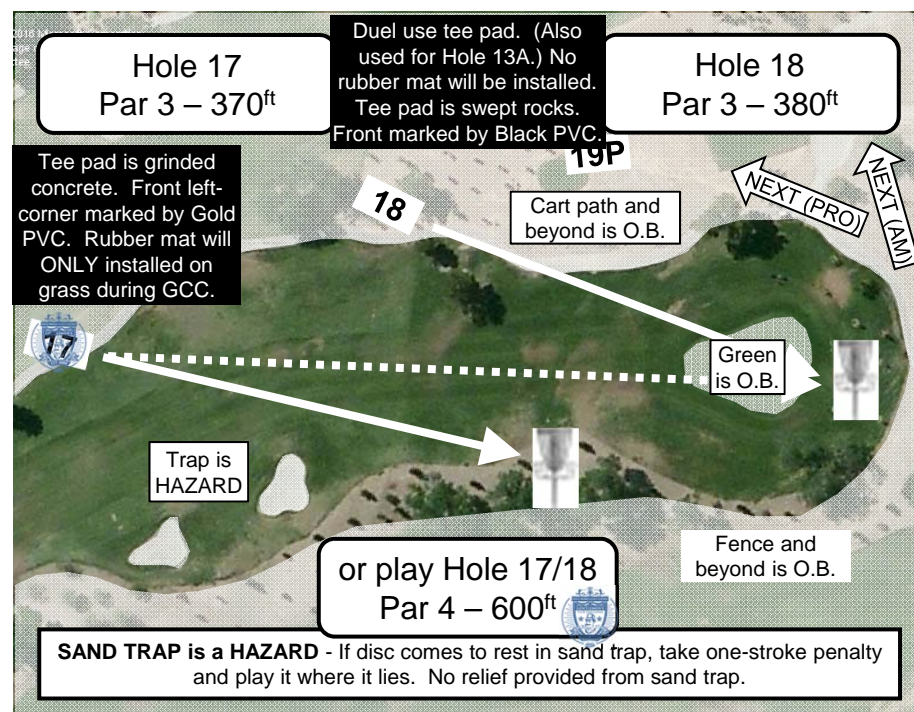 Hole 17
Par 3 – 370ft
Duel use tee pad.  (Also
used for Hole 13A.) No
rubber mat will be installed.
Tee pad is swept rocks.
Front marked by Black PVC.
Hole 18
Par 3 – 380ft
19P
NEXT (PRO)
NEXT (AM)
Tee pad is grinded
concrete.  Front left-
corner marked by Gold
PVC.  Rubber mat will
ONLY installed on
grass during GCC.
18
Cart path and
beyond is O.B.
17
Green
is O.B.
Trap is
HAZARD
Fence and
beyond is O.B.
or play Hole 17/18
Par 4 – 600ft
SAND TRAP is a HAZARD - If disc comes to rest in sand trap, take one-stroke penalty
and play it where it lies.  No relief provided from sand trap.